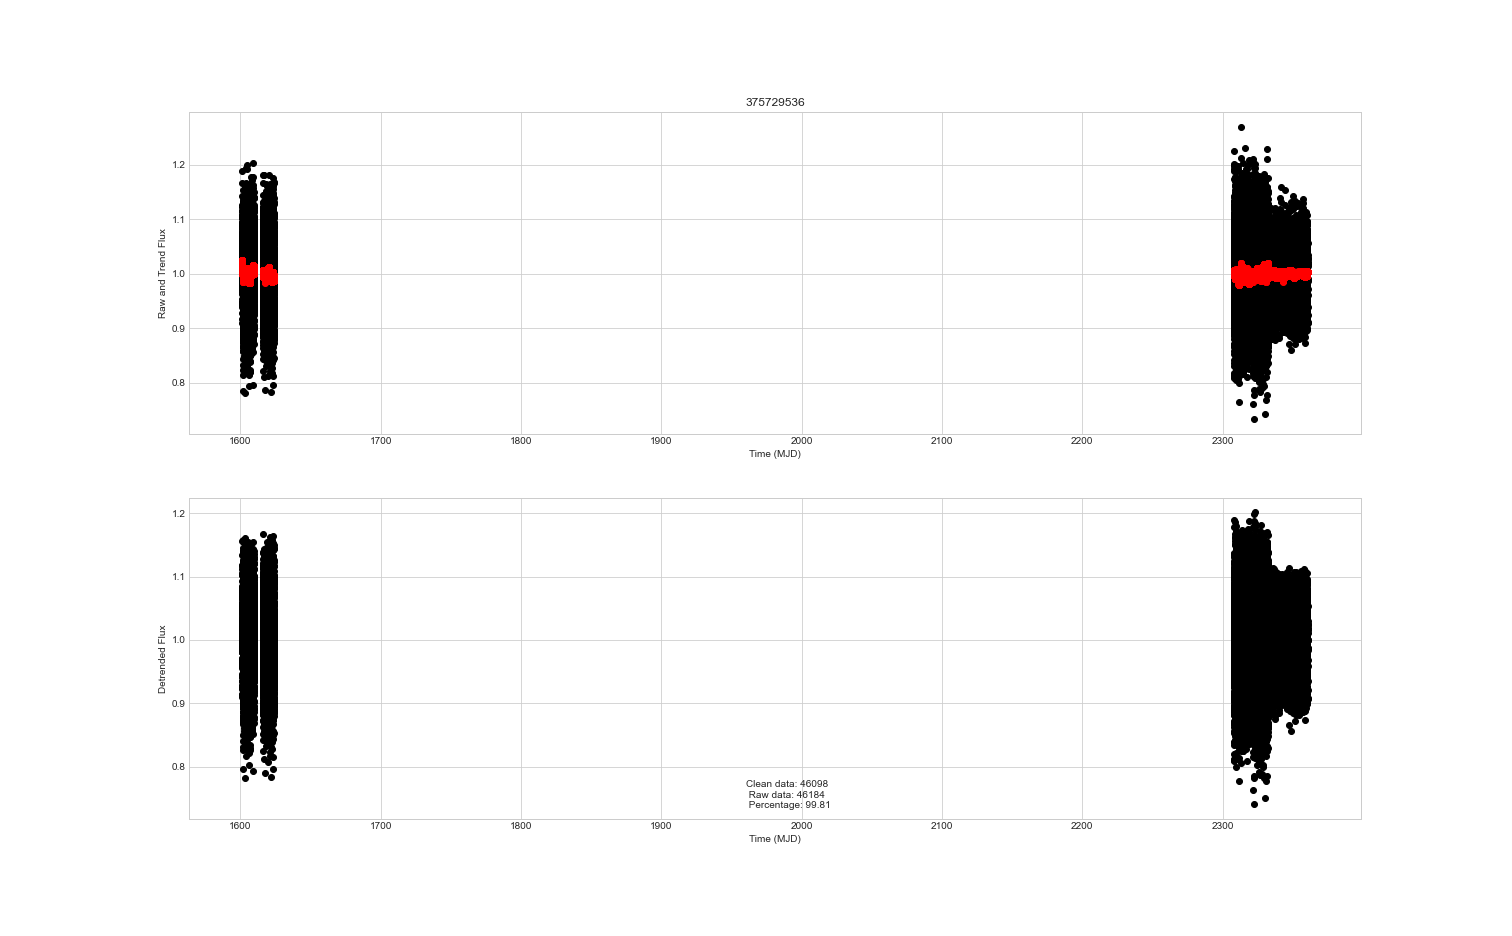 375729536
1.2
1.1
1.0
0.9
0.8
Raw and Trend Flux
1600 1700 1800 1900 2000 2100 2200 2300
Time (MJD)
1.2
1.1
1.0
0.9
0.8
Detrended Flux
Clean data: 46098
Raw data: 46184
Percentage: 99.81
1600 1700 1800 1900 2000 2100 2200 2300
Time (MJD)